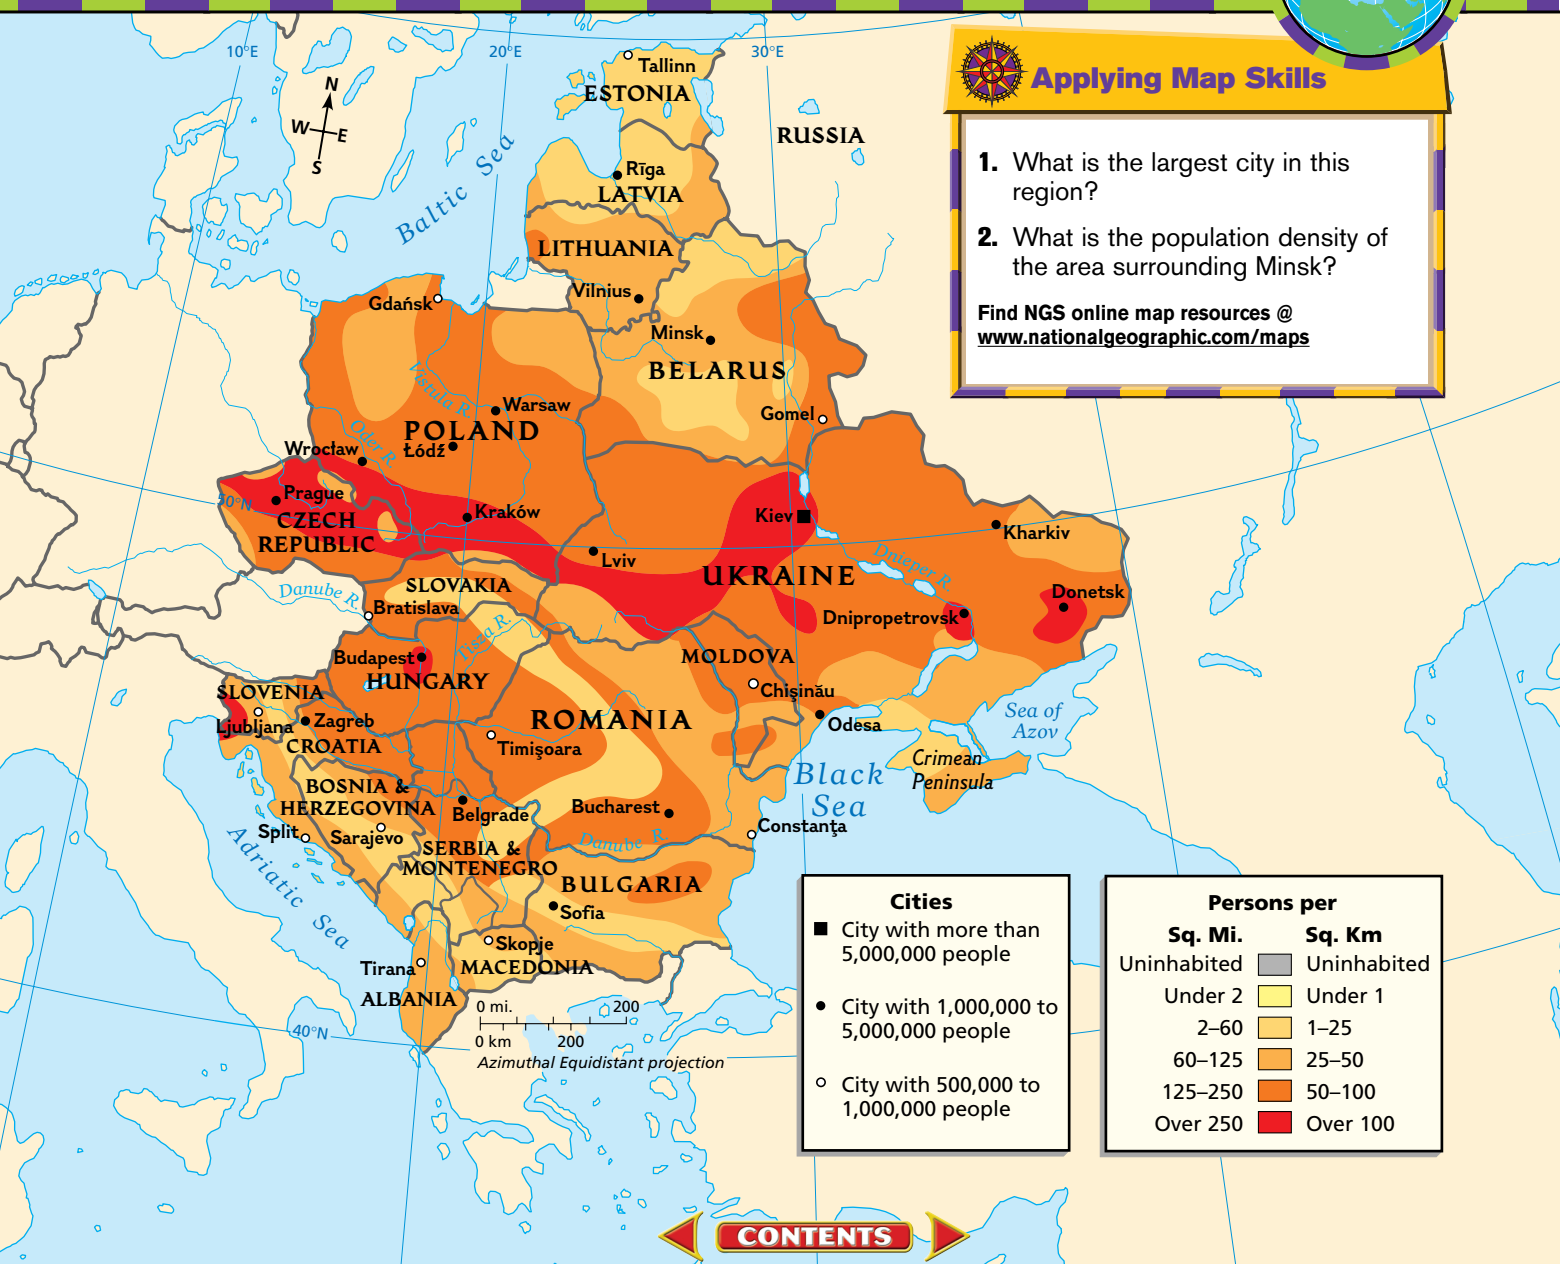 10°E
20°E
30°E
N
W
E
S
Tallinn
ESTONIA
RUSSIA
Baltic Sea
Rīga
LATVIA
LITHUANIA
Vilnius
Gdańsk
Minsk
BELARUS
Vistula R.
Warsaw
Gomel
POLAND
Oder R.
Łódź
Wrocław
50°N
Prague
Kraków
Kiev
CZECH
REPUBLIC
Kharkiv
Lviv
Dnieper R.
UKRAINE
SLOVAKIA
Danube R.
Bratislava
Donetsk
Dnipropetrovsk
Tisza R.
Budapest
HUNGARY
MOLDOVA
Chişinău
SLOVENIA
Ljubljana
Zagreb
CROATIA
ROMANIA
Odesa
Sea of
Azov
Timişoara
Crimean
Peninsula
Black
Sea
BOSNIA &
HERZEGOVINA
Belgrade
Bucharest
Constanţa
Split
Sarajevo
Danube R.
SERBIA &
MONTENEGRO
Adriatic Sea
BULGARIA
Sofia
Skopje
MACEDONIA
Tirana
ALBANIA
40°N
0 mi.
200
0 km
200
Azimuthal Equidistant projection
Applying Map Skills
1. What is the largest city in this
region?
2. What is the population density of
the area surrounding Minsk?
Find NGS online map resources @
www.nationalgeographic.com/maps
Cities
City with more than
5,000,000 people
City with 1,000,000 to
5,000,000 people
City with 500,000 to
1,000,000 people
Persons per
Sq. Mi. Sq. Km
Uninhabited Uninhabited
Under 2 Under 1
2–60 1–25
60–125 25–50
125–250 50–100
Over 250 Over 100
CONTENTS